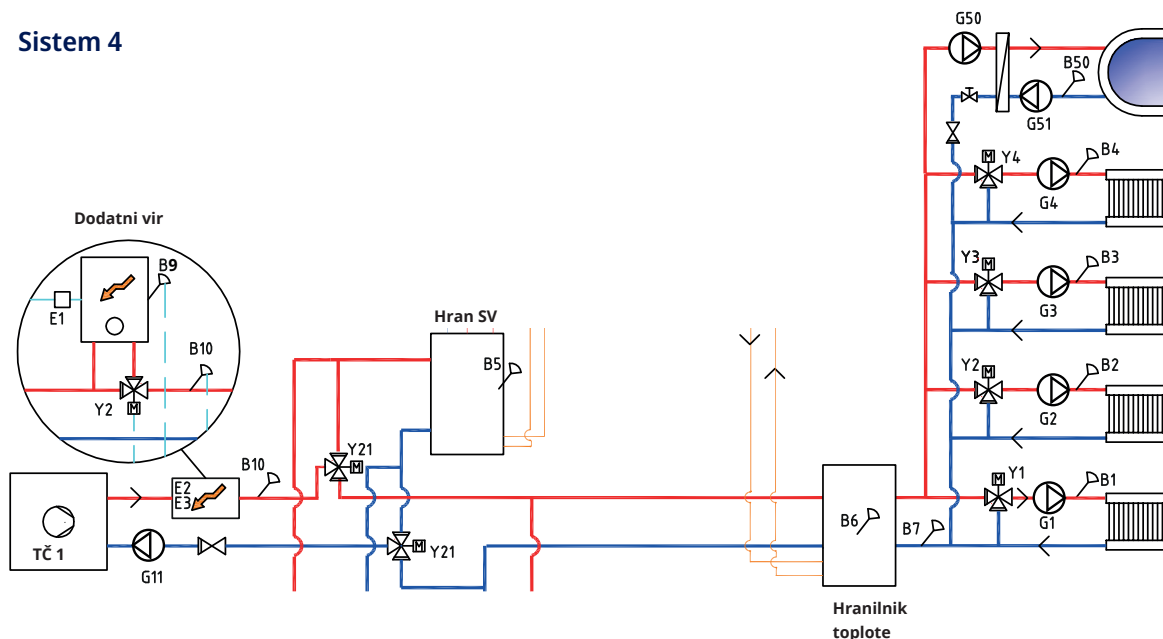 Sistem 4
G50
B50
G51
Y4
B4
G4
Dodatni vir
B9
E1
B10
Y2
M
Y3
M
B3
G3
Hran SV
B5
Y2
M
B2
G2
M
Y21
M
B10
E2
E3
TČ 1
G11
M
Y21
B6
B7
Y1
M
B1
G1
Hranilnik
toplote